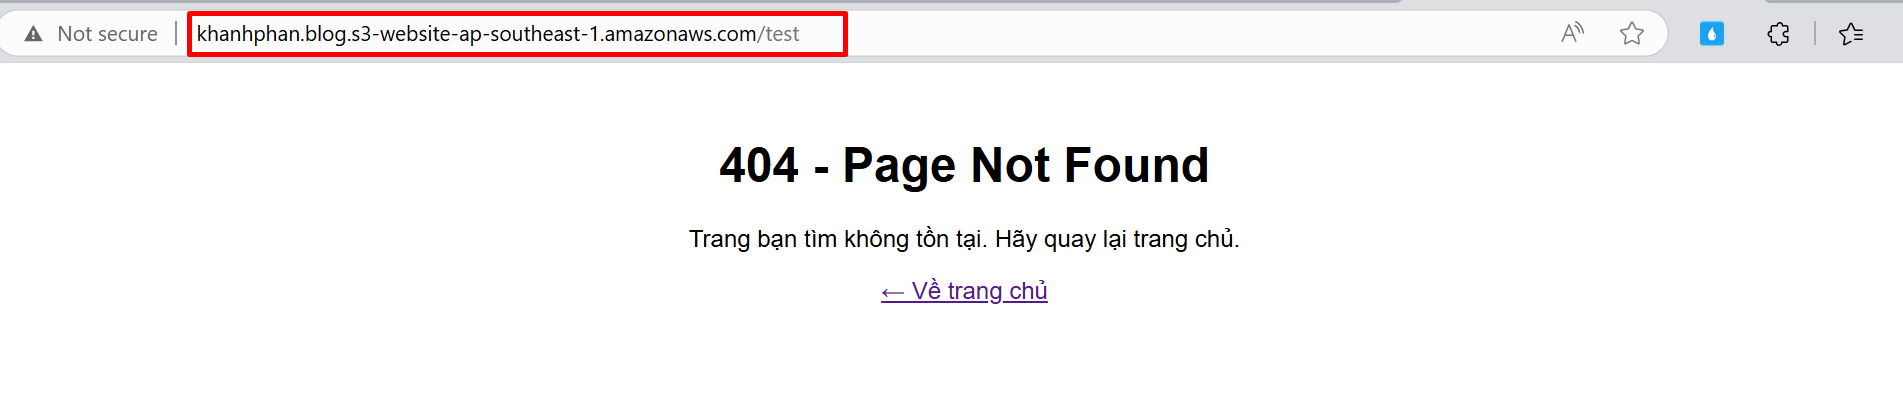 Not secure khanhphan.blog.s3-website-ap-southeast-1.amazonaws.com/test
404 - Page Not Found
Trang bạn tìm không tồn tại. Hãy quay lại trang chủ.
← Về trang chủ